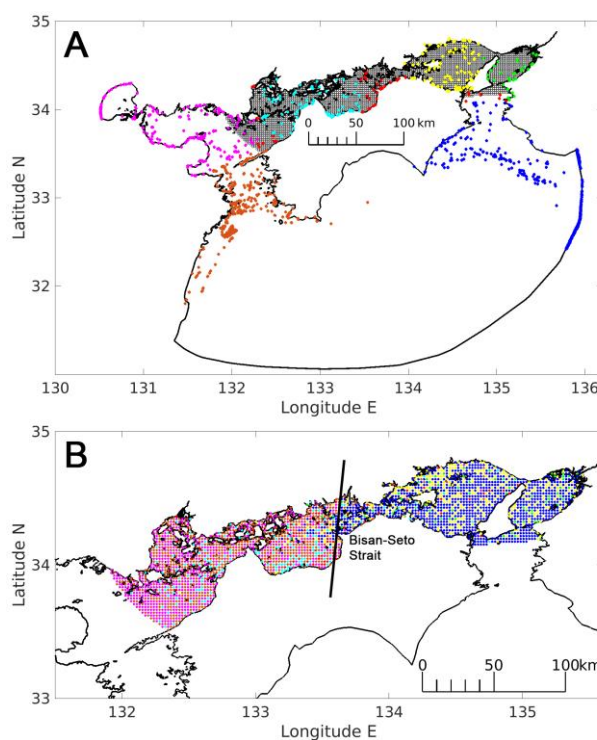 A
35
34
33
32
Latitude N
0
50
100 km
130
131
132
133
134
135
136
Longitude E
B
35
34
33
Latitude N
Bisan-Seto
Strait
0
50
100km
132
133
134
135
Longitude E